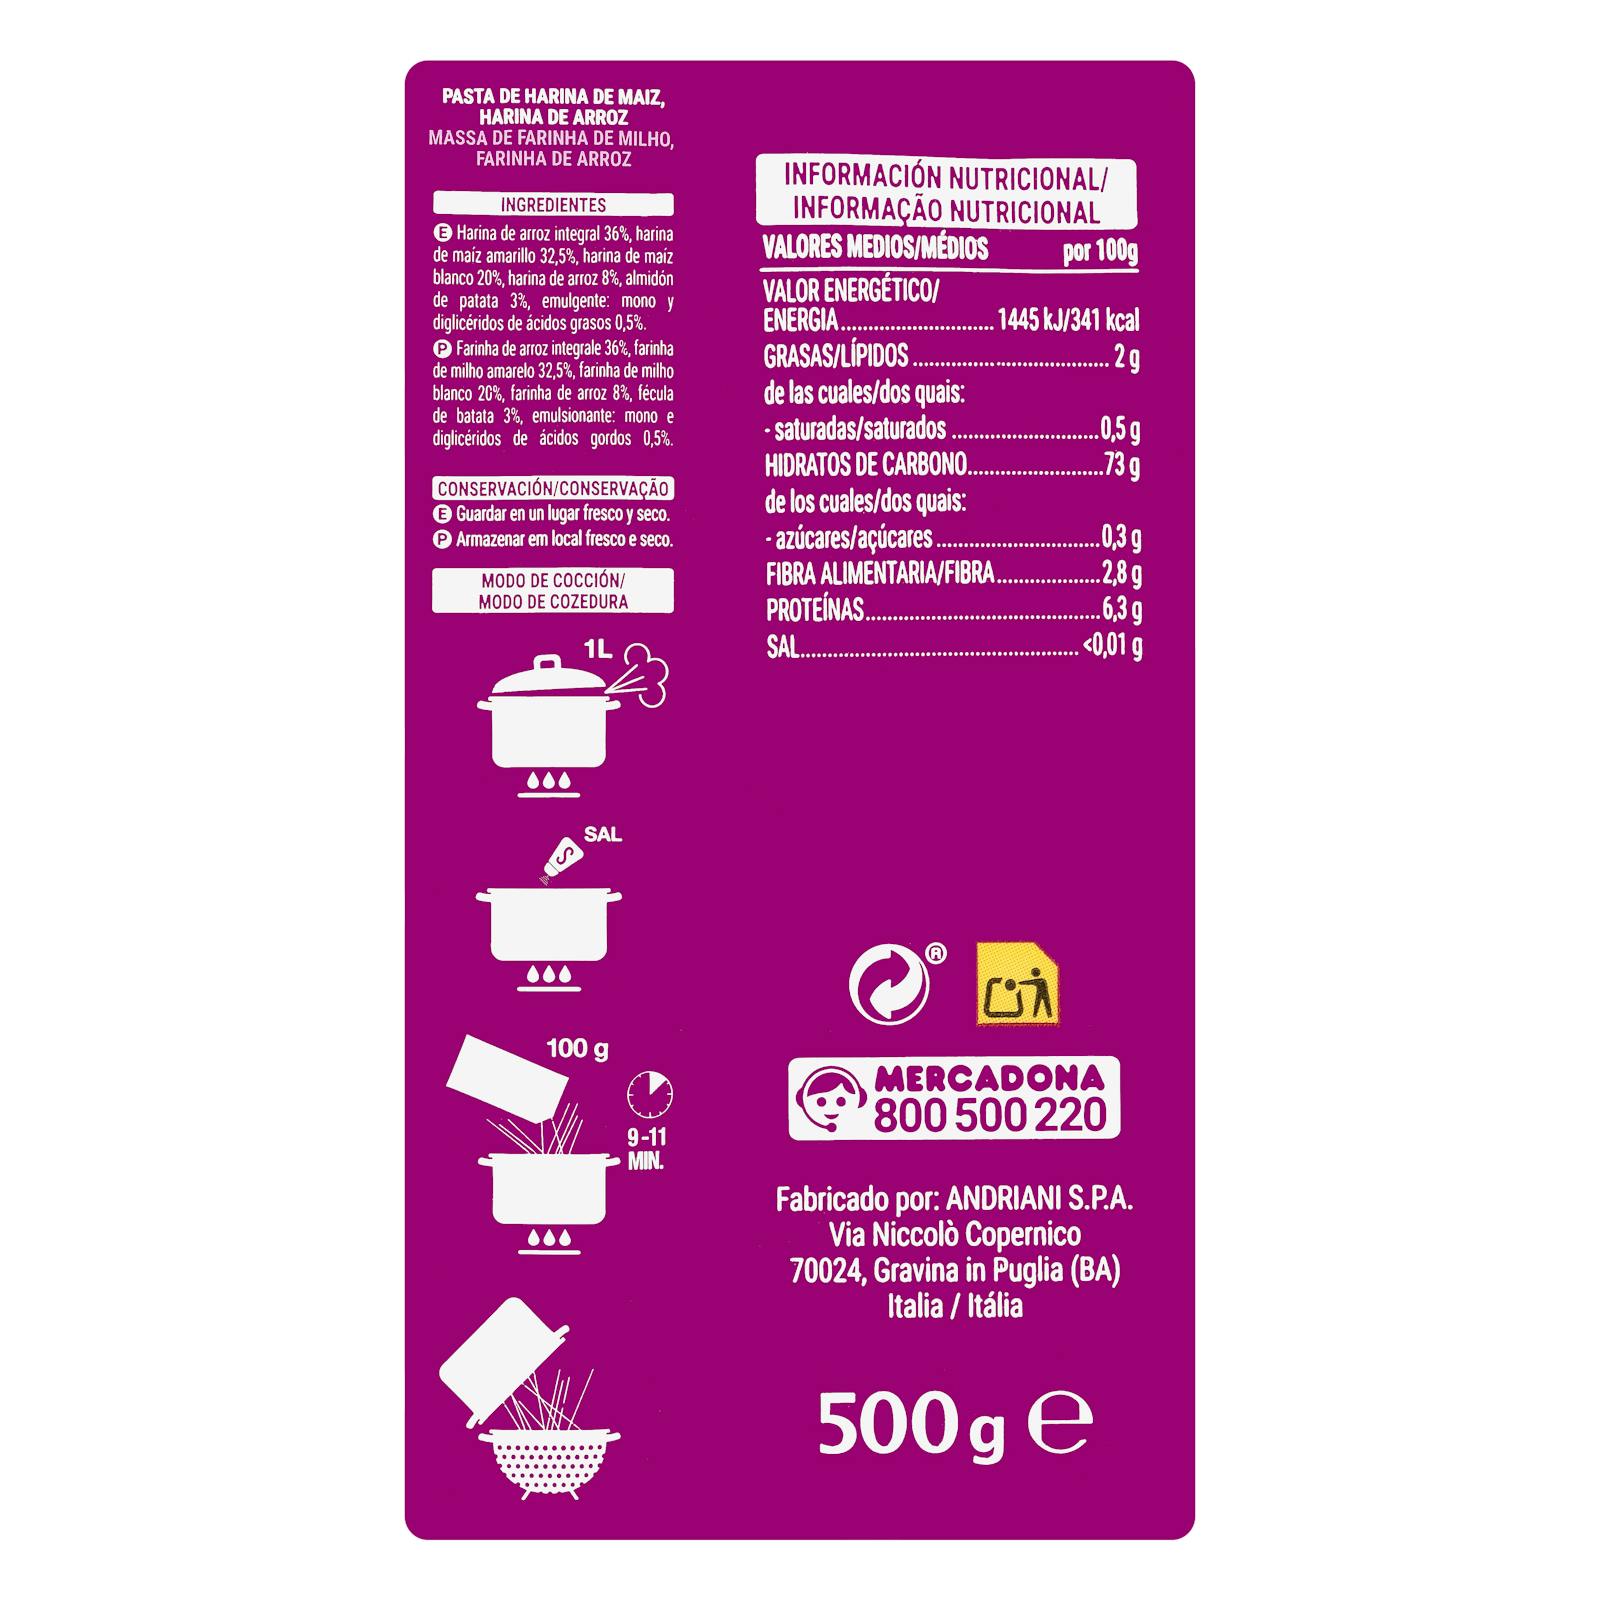 PASTA DE HARINA DE MAIZ,
HARINA DE ARROZ
MASSA DE FARINHA DE MILHO,
FARINHA DE ARROZ
INGREDIENTES
E Harina de arroz integral 36%, harina
de maíz amarillo 32,5%, harina de maíz
blanco 20%, harina de arroz 8%, almidón
de patata 3%, emulgente: mono y
diglicéridos de ácidos grasos 0,5%.
P Farinha de arroz integrale 36%, farinha
de milho amarelo 32,5%, farinha de milho
blanco 20%, farinha de arroz 8%, fécula
de batata 3%, emulsionante: mono e
diglicéridos de ácidos gordos 0,5%.
CONSERVACIÓN/CONSERVAÇÃO
E Guardar en un lugar fresco y seco.
P Armazenar em local fresco e seco.
MODO DE COCCIÓN/
MODO DE COZEDURA
1L
SAL
S
100 g
9-11
MIN.
INFORMACIÓN NUTRICIONAL/
INFORMAÇÃO NUTRICIONAL
VALORES MEDIOS/MÉDIOS por 100g
VALOR ENERGÉTICO/
ENERGIA............................ 1445 kJ/341 kcal
GRASAS/LÍPIDOS .................................... 2 g
de las cuales/dos quais:
- saturadas/saturados ...........................0,5 g
HIDRATOS DE CARBONO.........................73 g
de los cuales/dos quais:
- azúcares/açúcares ..............................0,3 g
FIBRA ALIMENTARIA/FIBRA...................2,8 g
PROTEÍNAS...........................................6,3 g
SAL.................................................... <0,01 g
®
MERCADONA
800 500 220
Fabricado por: ANDRIANI S.P.A.
Via Niccolò Copernico
70024, Gravina in Puglia (BA)
Italia / Itália
500 g ℮